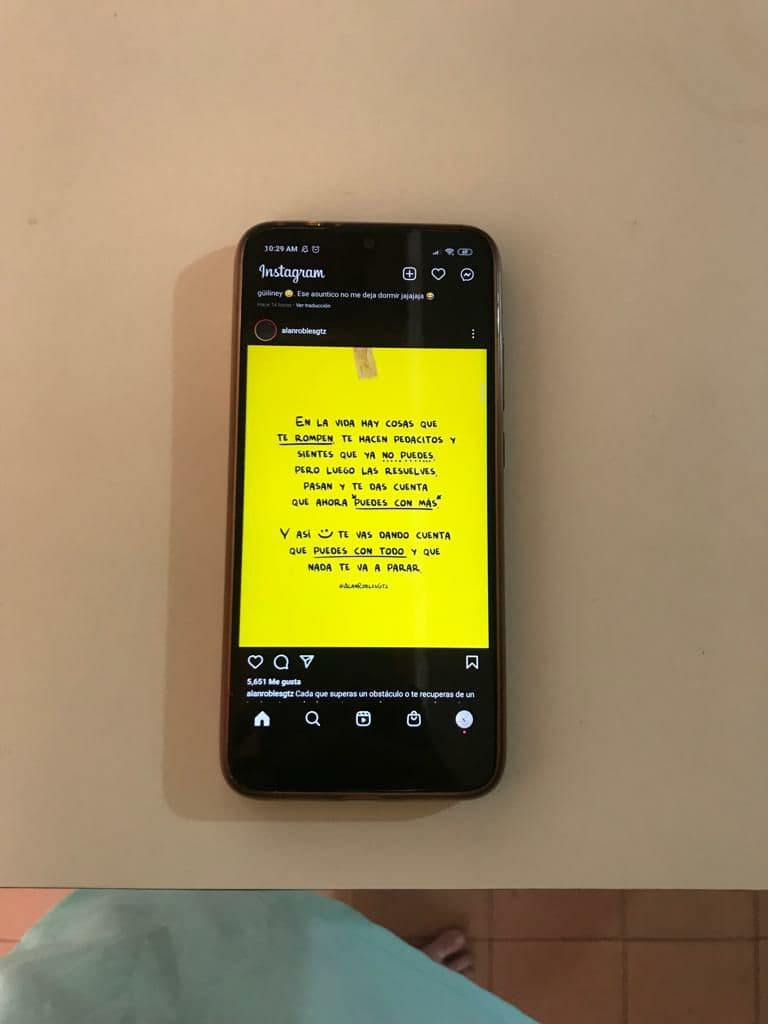 10:29 AM
Instagram
güiliney 😅. Ese asuntico no me deja dormir jajajaja 😂
Hace 14 horas · Ver traducción
alanroblesgtz
EN LA VIDA HAY COSAS QUE
TE ROMPEN, TE HACEN PEDACITOS Y
SIENTES QUE YA NO PUEDES,
PERO LUEGO LAS RESUELVES,
PASAN Y TE DAS CUENTA
QUE AHORA "PUEDES CON MÁS"
Y ASÍ TE VAS DANDO CUENTA
QUE PUEDES CON TODO Y QUE
NADA TE VA A PARAR.
@ALANROBLESGTZ
5,651 Me gusta
alanroblesgtz Cada que superas un obstáculo o te recuperas de un